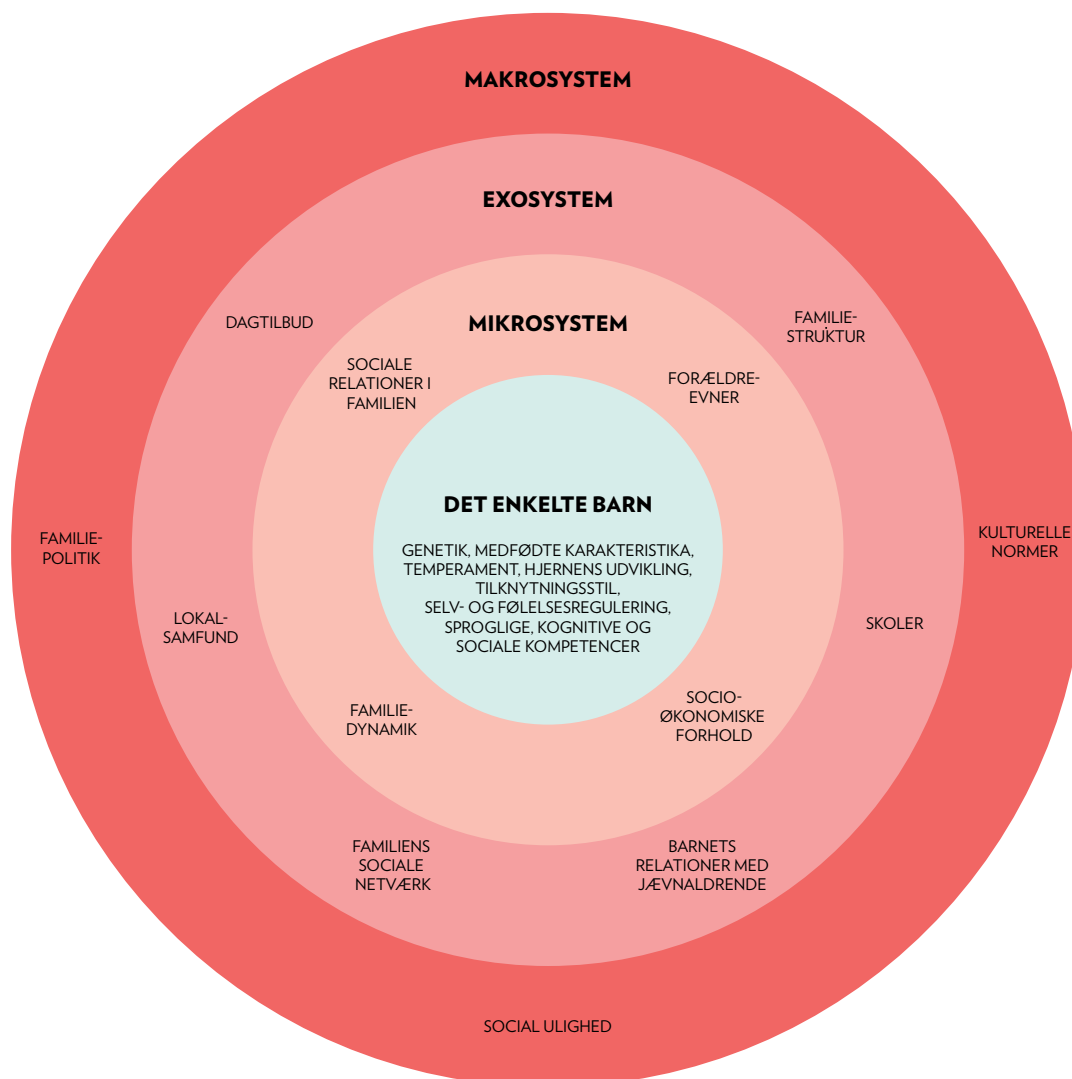 MAKROSYSTEM
EXOSYSTEM
DAGTILBUD
FAMILIE-
STRUKTUR
MIKROSYSTEM
SOCIALE
RELATIONER I
FAMILIEN
FORÆLDRE-
EVNER
DET ENKELTE BARN
GENETIK, MEDFØDTE KARAKTERISTIKA,
TEMPERAMENT, HJERNENS UDVIKLING,
TILKNYTNINGSSTIL,
SELV- OG FØLELSESREGULERING,
SPROGLIGE, KOGNITIVE OG
SOCIALE KOMPETENCER
FAMILIE-
POLITIK
KULTURELLE
NORMER
LOKAL-
SAMFUND
SKOLER
FAMILIE-
DYNAMIK
SOCIO-
ØKONOMISKE
FORHOLD
FAMILIENS
SOCIALE
NETVÆRK
BARNETS
RELATIONER MED
JÆVNALDRENDE
SOCIAL ULIGHED